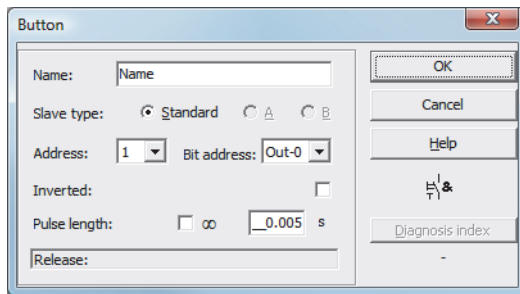 Button
Name: Name
Slave type: Standard A B
Address: 1 Bit address: Out-0
Inverted:
Pulse length: ∞ __0.005 s
Release:
OK
Cancel
Help
&
Diagnosis index
-